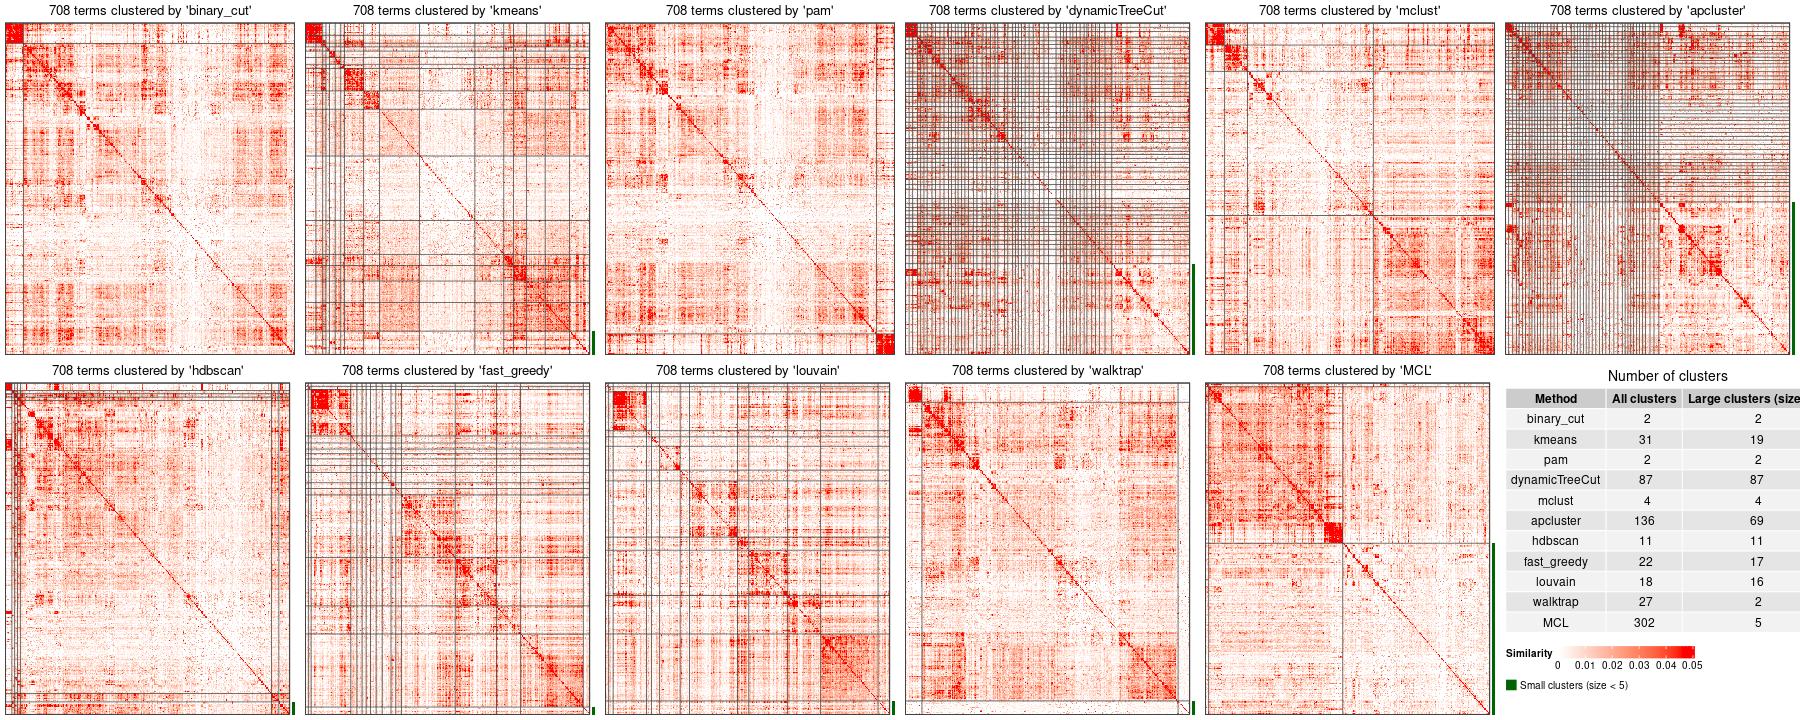 708 terms clustered by 'binary_cut'
708 terms clustered by 'kmeans'
708 terms clustered by 'pam'
708 terms clustered by 'dynamicTreeCut'
708 terms clustered by 'mclust'
708 terms clustered by 'apcluster'
708 terms clustered by 'hdbscan'
708 terms clustered by 'fast_greedy'
708 terms clustered by 'louvain'
708 terms clustered by 'walktrap'
708 terms clustered by 'MCL'
Number of clusters
Method All clusters Large clusters (size
binary_cut 2 2
kmeans 31 19
pam 2 2
dynamicTreeCut 87 87
mclust 4 4
apcluster 136 69
hdbscan 11 11
fast_greedy 22 17
louvain 18 16
walktrap 27 2
MCL 302 5
Similarity
0 0.01 0.02 0.03 0.04 0.05
Small clusters (size < 5)